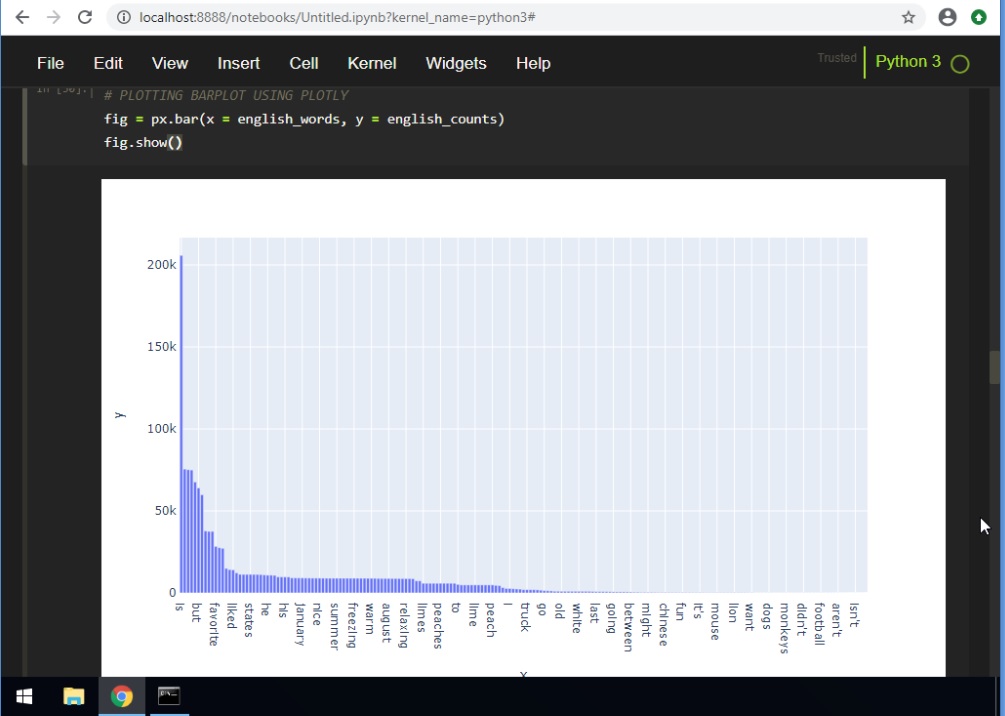 localhost:8888/notebooks/Untitled.ipynb?kernel_name=python3#
File Edit View Insert Cell Kernel Widgets Help Trusted Python 3
# PLOTTING BARPLOT USING PLOTLY
fig = px.bar(x = english_words, y = english_counts)
fig.show()
200k
150k
100k
50k
0
y
is but favorite liked states he his january nice summer freezing warm august relaxing limes peaches to lime peach i truck go old white last going between might chinese fun it's mouse lion want dogs monkeys didn't football aren't isn't
x